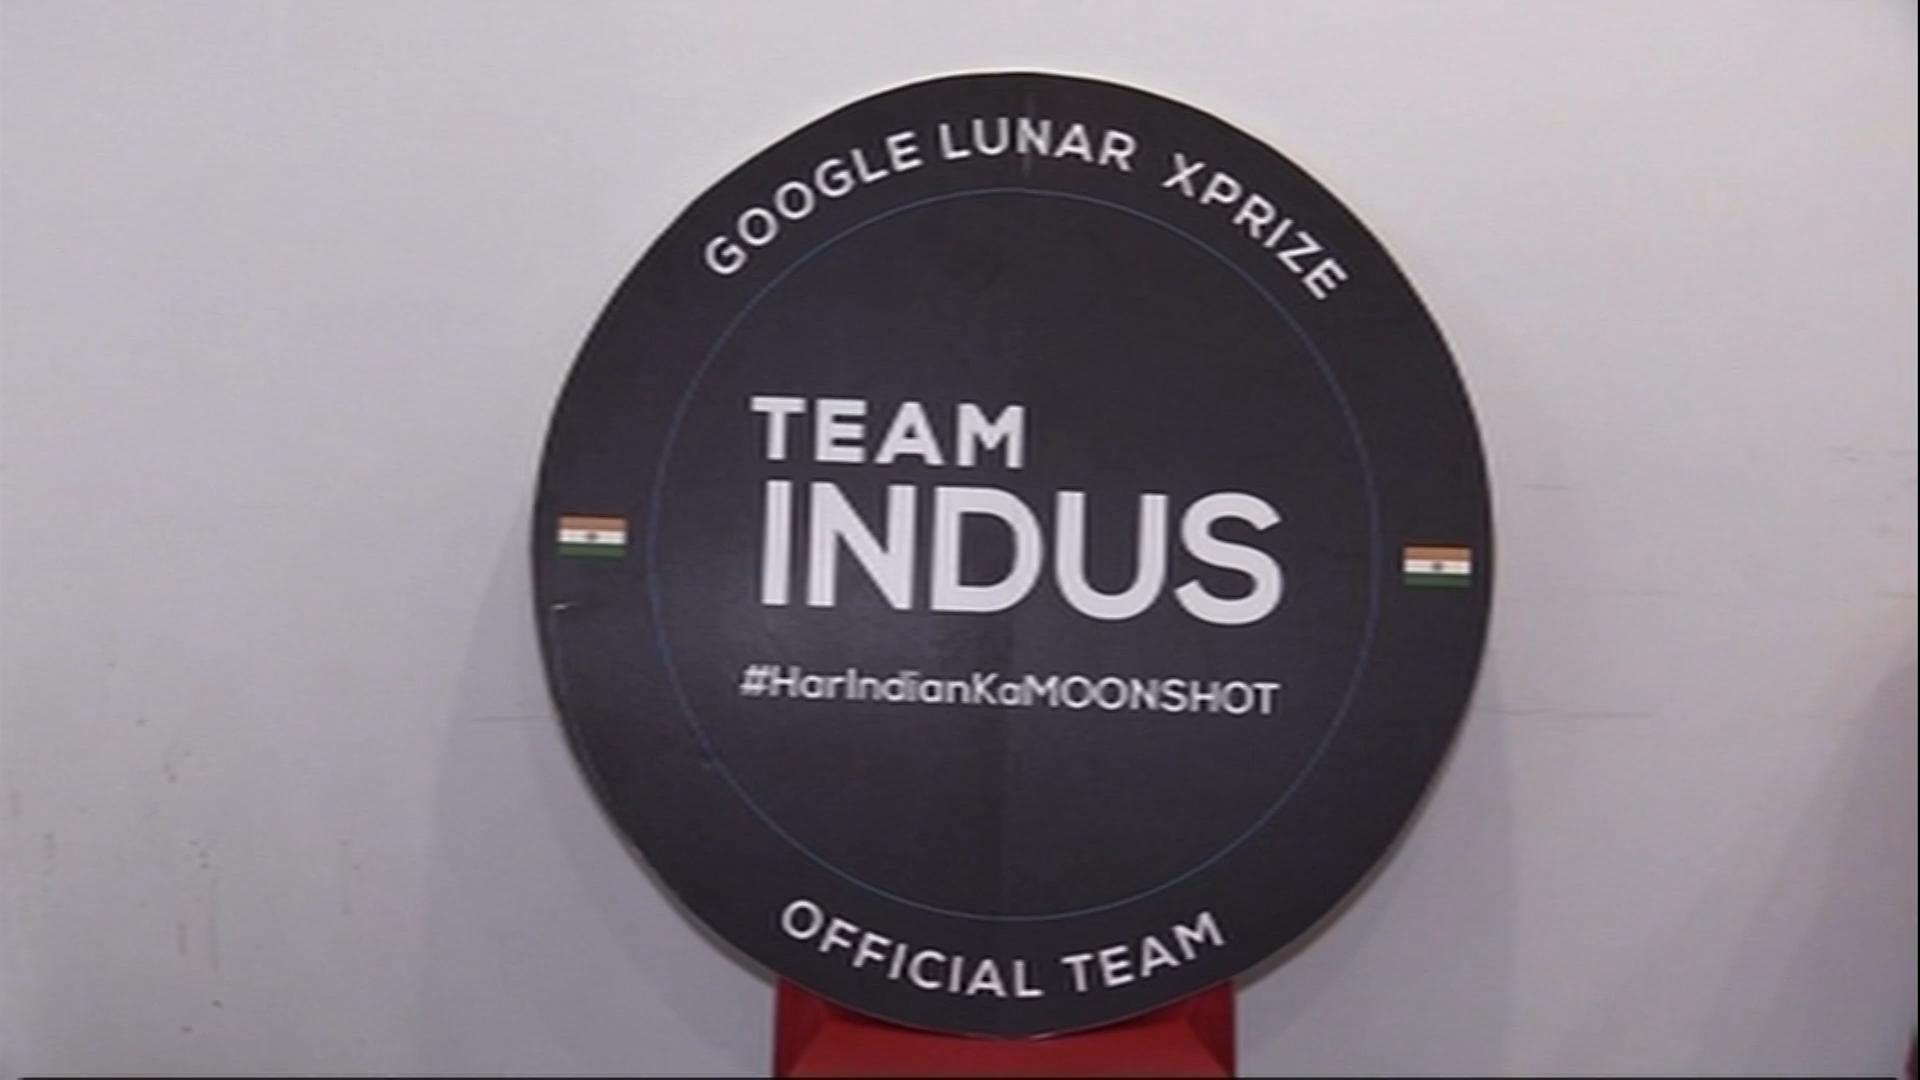 GOOGLE LUNAR XPRIZE
TEAM
INDUS
#HarIndianKaMOONSHOT
OFFICIAL TEAM